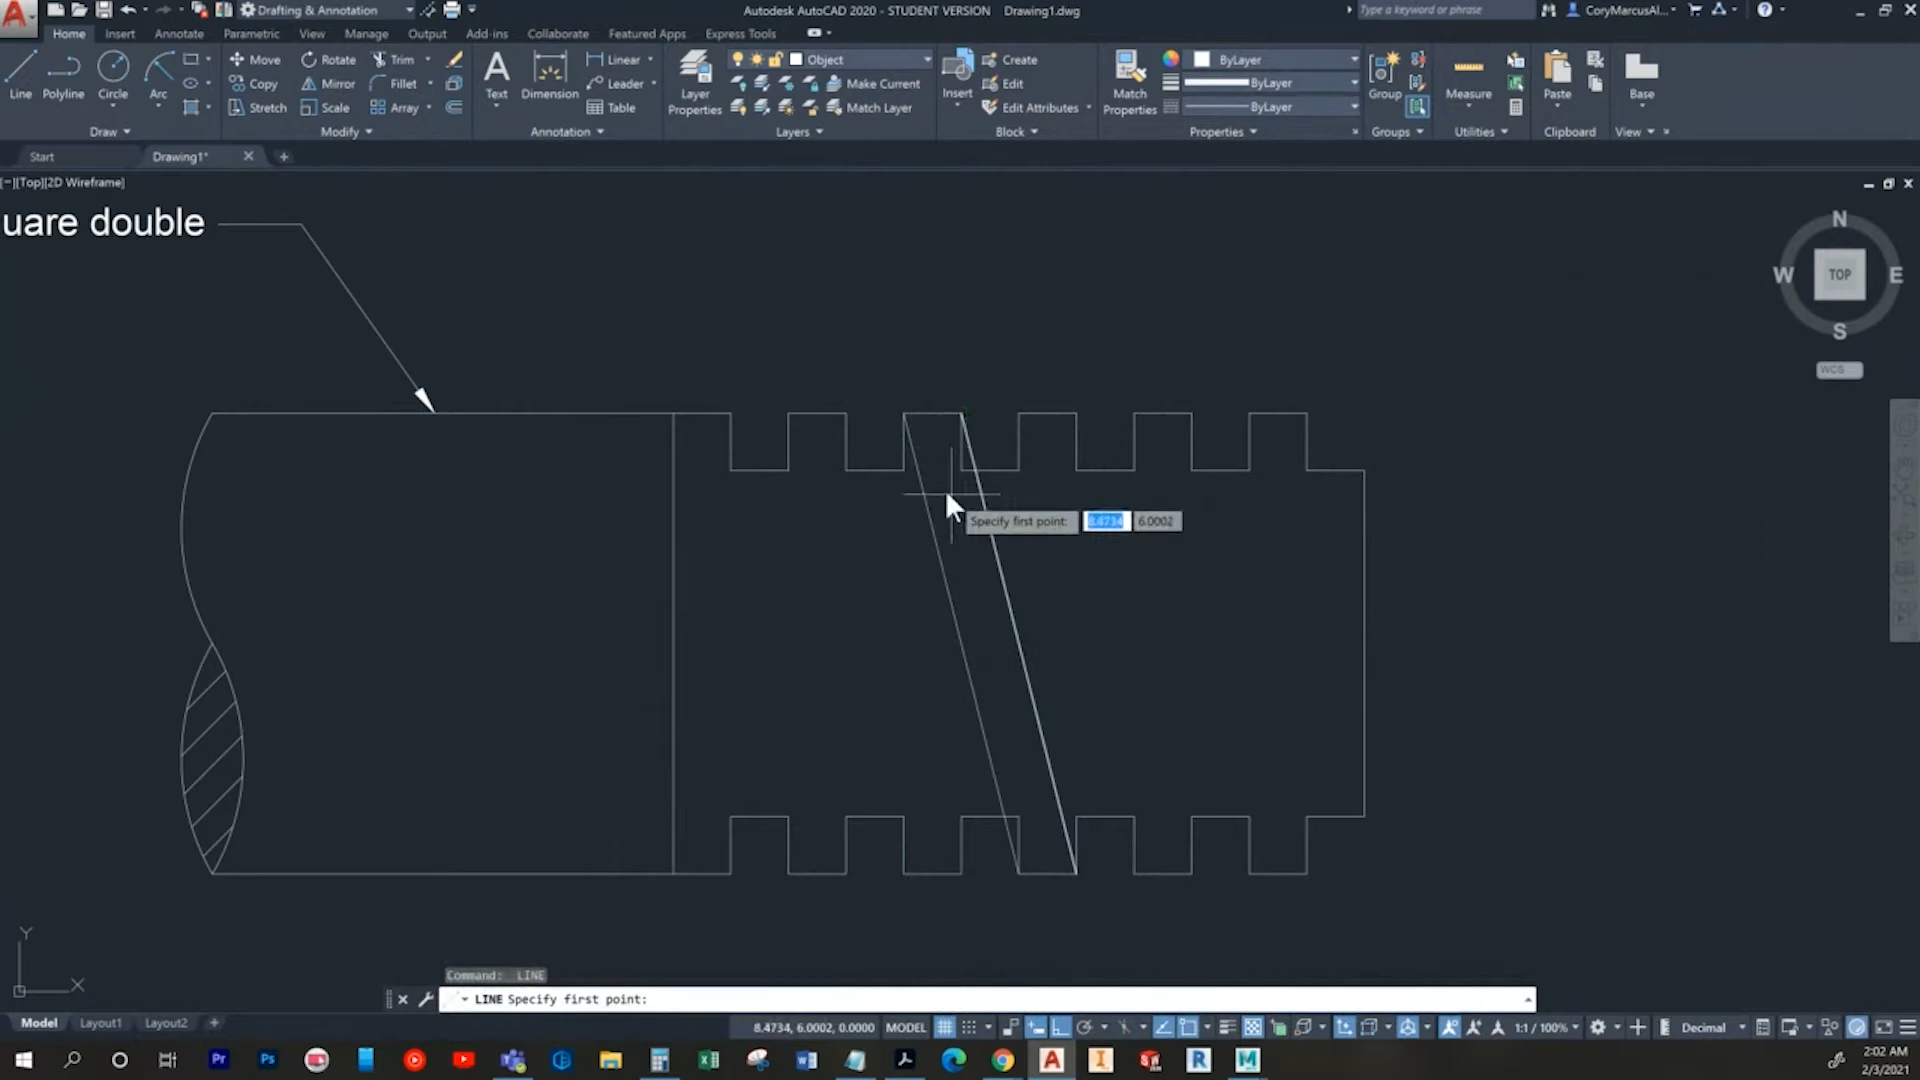 Drafting & Annotation
Autodesk AutoCAD 2020 - STUDENT VERSION Drawing1.dwg
Type a keyword or phrase
CoryMarcusAl...
Home Insert Annotate Parametric View Manage Output Add-ins Collaborate Featured Apps Express Tools
Line Polyline Circle Arc
Move Rotate Trim
Copy Mirror Fillet
Stretch Scale Array
Text Dimension
Linear
Leader
Table
Layer Properties
Object
Make Current
Match Layer
Insert
Create
Edit
Edit Attributes
Match Properties
ByLayer
ByLayer
ByLayer
Group
Measure
Paste
Base
Draw Modify Annotation Layers Block Properties Groups Utilities Clipboard View
Start Drawing1*
[−][Top][2D Wireframe]
uare double
N
W TOP E
S
WCS
Specify first point: 8.4734 6.0002
Y
X
Command: LINE
LINE Specify first point:
Model Layout1 Layout2
8.4734, 6.0002, 0.0000 MODEL
1:1 / 100%
Decimal
2:02 AM
2/3/2021